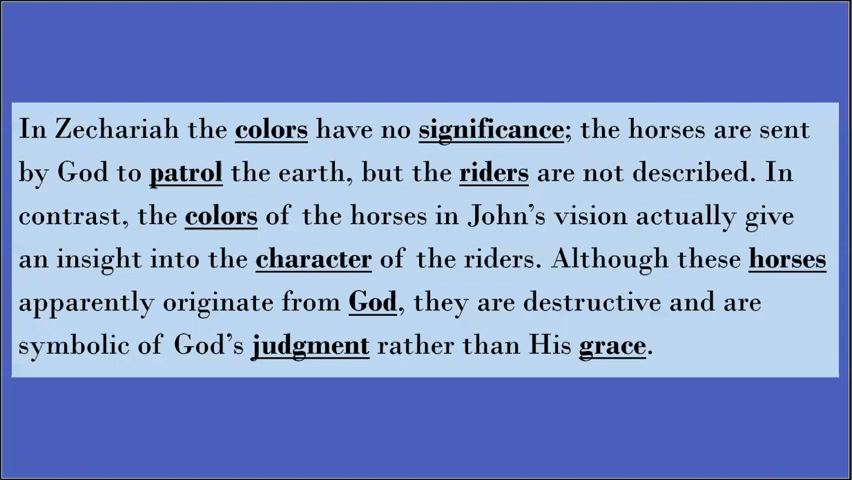 In Zechariah the colors have no significance; the horses are sent
by God to patrol the earth, but the riders are not described. In
contrast, the colors of the horses in John’s vision actually give
an insight into the character of the riders. Although these horses
apparently originate from God, they are destructive and are
symbolic of God’s judgment rather than His grace.